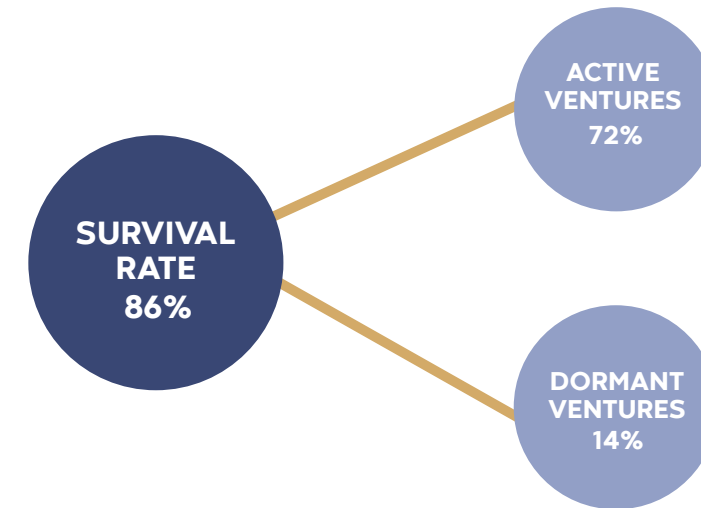 SURVIVAL
RATE
86%
ACTIVE
VENTURES
72%
DORMANT
VENTURES
14%